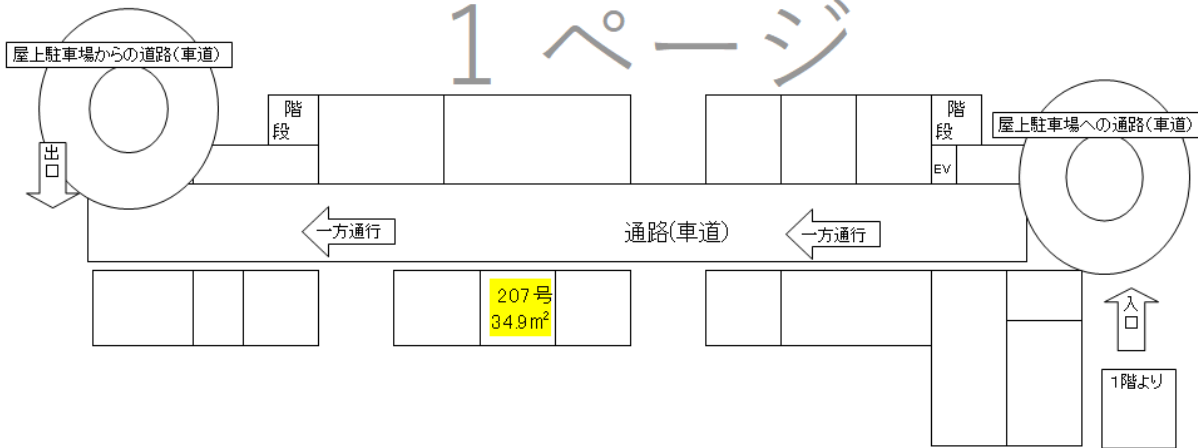 1 ページ
屋上駐車場からの道路(車道)
階
段
階
段
屋上駐車場への通路(車道)
出
口
EV
一方通行
通路(車道)
一方通行
207号
34.9m²
入
口
1階より